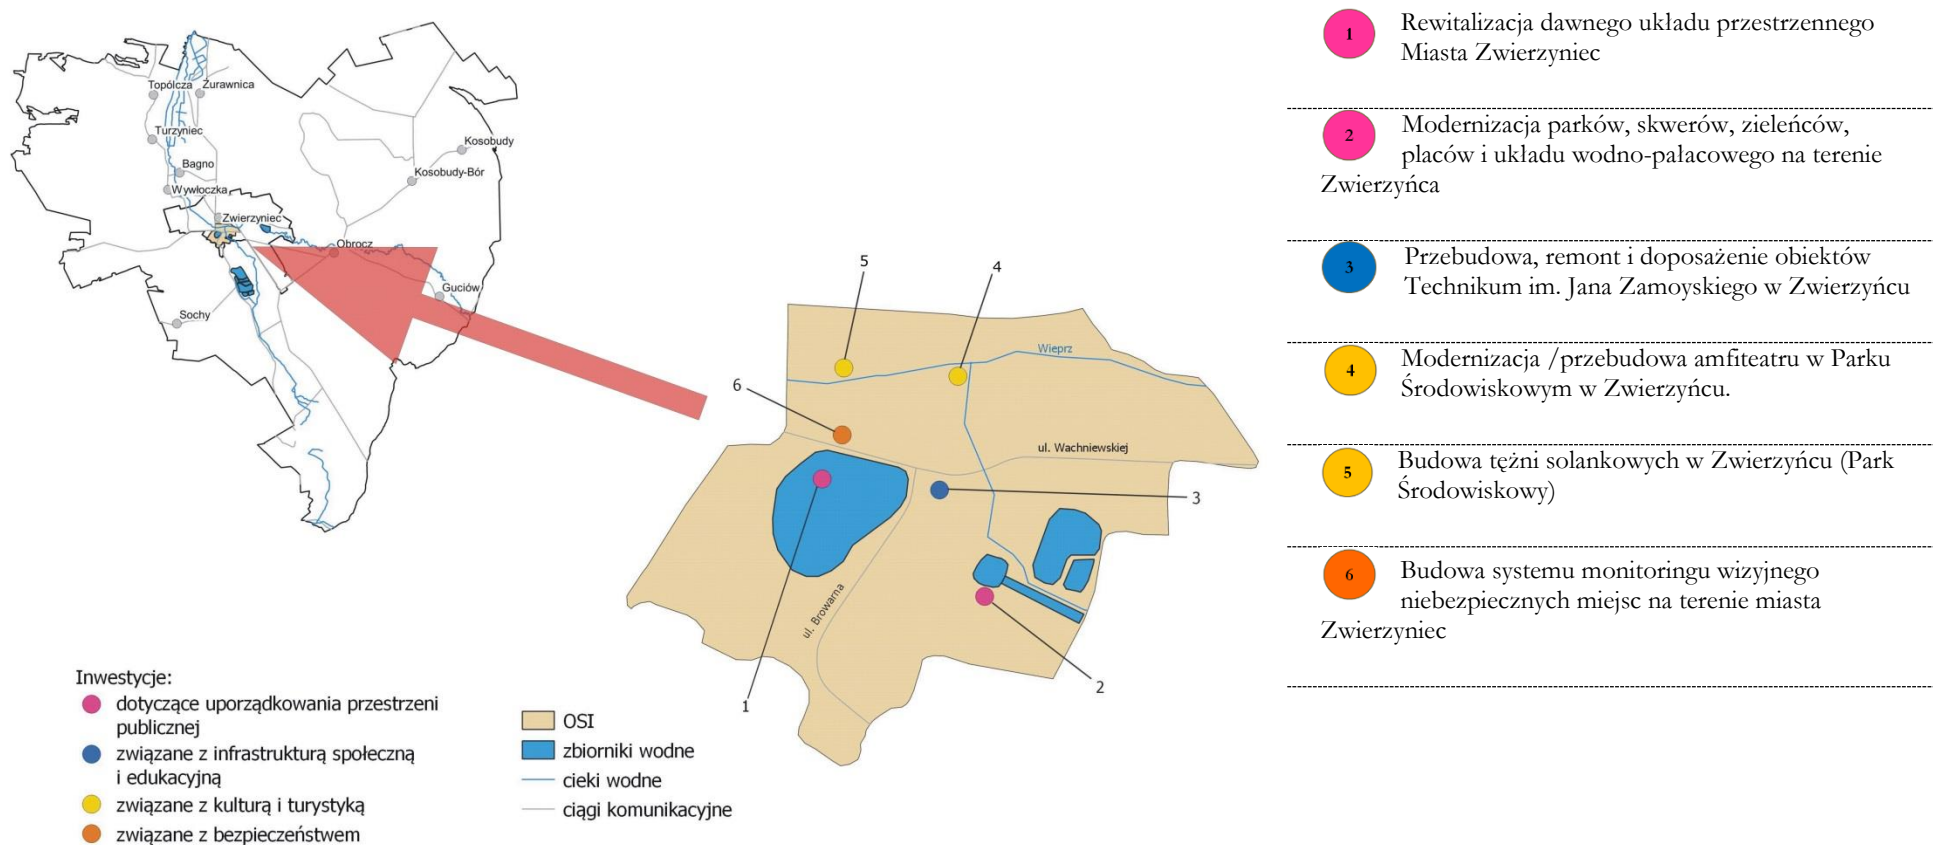 Topólcza
Żurawnica
Turzyniec
Bagno
Wywłoczka
Zwierzyniec
Kosobudy
Kosobudy-Bór
Obrocz
Guciów
Sochy
5
4
6
Wieprz
ul. Wachniewskiej
3
ul. Browarna
2
1
Inwestycje:
dotyczące uporządkowania przestrzeni
publicznej
związane z infrastrukturą społeczną
i edukacyjną
związane z kulturą i turystyką
związane z bezpieczeństwem
OSI
zbiorniki wodne
cieki wodne
ciągi komunikacyjne
1 Rewitalizacja dawnego układu przestrzennego
Miasta Zwierzyniec
2 Modernizacja parków, skwerów, zieleńców,
placów i układu wodno-pałacowego na terenie
Zwierzyńca
3 Przebudowa, remont i doposażenie obiektów
Technikum im. Jana Zamoyskiego w Zwierzyńcu
4 Modernizacja /przebudowa amfiteatru w Parku
Środowiskowym w Zwierzyńcu.
5 Budowa tężni solankowych w Zwierzyńcu (Park
Środowiskowy)
6 Budowa systemu monitoringu wizyjnego
niebezpiecznych miejsc na terenie miasta
Zwierzyniec